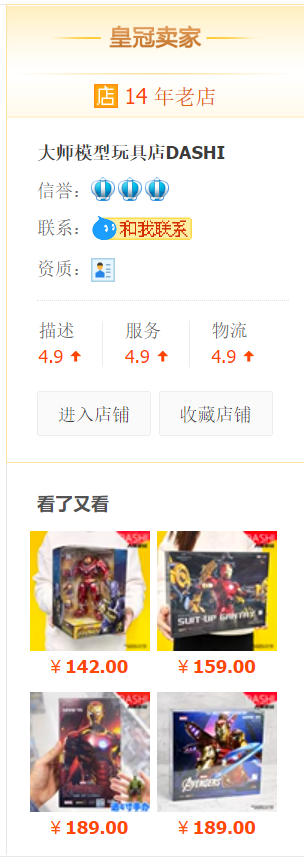 皇冠卖家
店 14 年老店
大师模型玩具店DASHI
信誉：
联系： 和我联系
资质：
描述 服务 物流
4.9 4.9 4.9
进入店铺 收藏店铺
看了又看
DASHI DASHI
SUIT-UP GANTRY
￥142.00 ￥159.00
DASHI DASHI
AVENGERS
￥189.00 ￥189.00